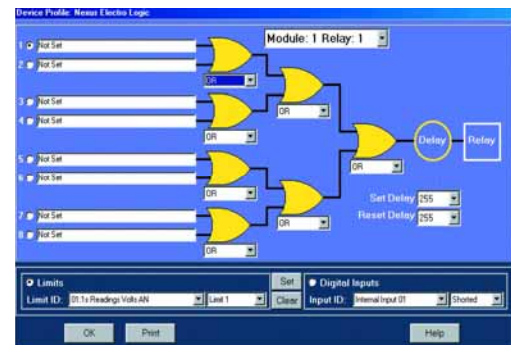 Device Profile: Nexus Electro Logic
Module: 1 Relay: 1
1 Not Set
2 Not Set
OR
3 Not Set
4 Not Set
OR
OR
5 Not Set
6 Not Set
OR
7 Not Set
8 Not Set
OR
OR
OR
Delay
Relay
Set Delay 255
Reset Delay 255
Limits
Limit ID: 01:1s Readings Volts AN Limit 1
Set
Clear
Digital Inputs
Input ID: Internal Input 01 Shorted
OK Print Help